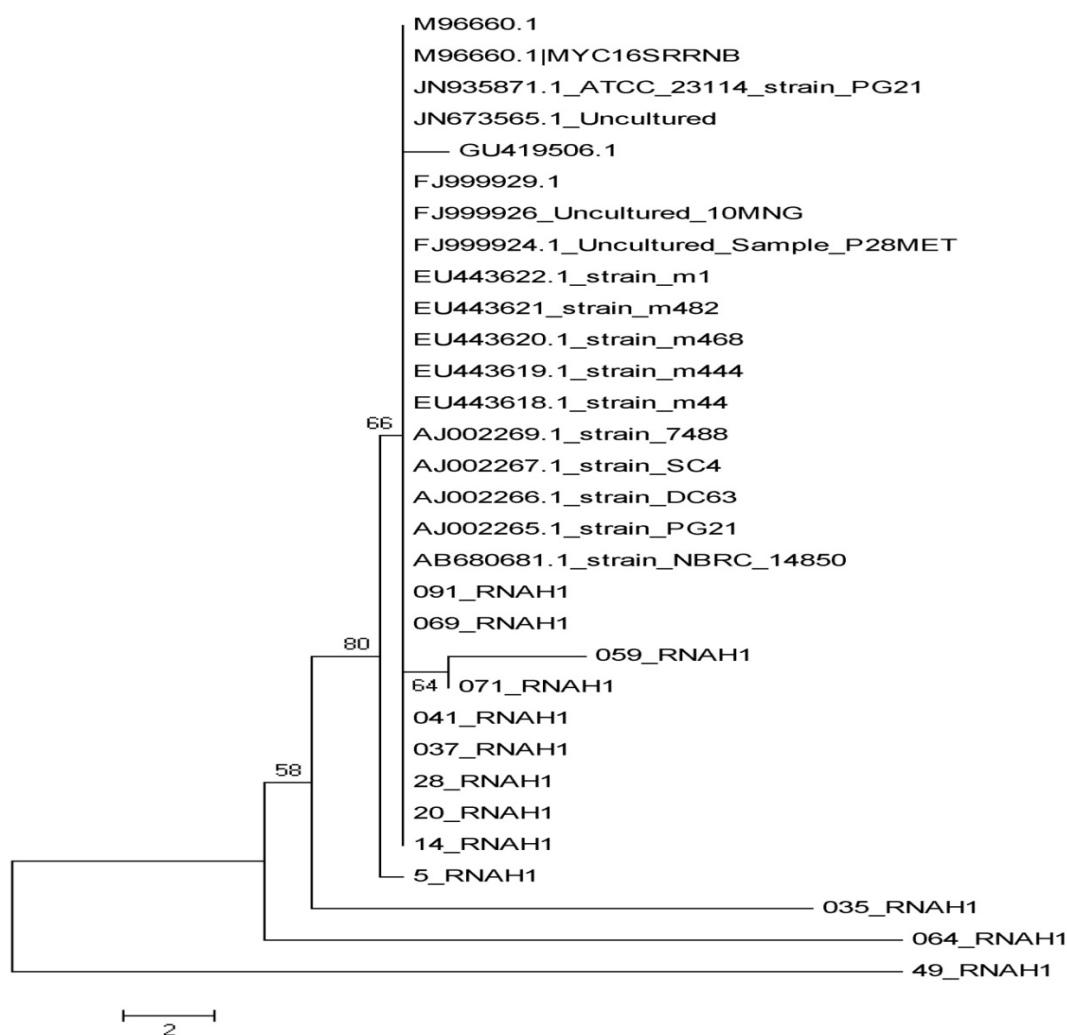 M96660.1
M96660.1|MYC16SRRNB
JN935871.1_ATCC_23114_strain_PG21
JN673565.1_Uncultured
GU419506.1
FJ999929.1
FJ999926_Uncultured_10MNG
FJ999924.1_Uncultured_Sample_P28MET
EU443622.1_strain_m1
EU443621_strain_m482
EU443620.1_strain_m468
EU443619.1_strain_m444
EU443618.1_strain_m44
66
AJ002269.1_strain_7488
AJ002267.1_strain_SC4
AJ002266.1_strain_DC63
AJ002265.1_strain_PG21
AB680681.1_strain_NBRC_14850
091_RNAH1
069_RNAH1
80
059_RNAH1
64
071_RNAH1
041_RNAH1
037_RNAH1
58
28_RNAH1
20_RNAH1
14_RNAH1
5_RNAH1
035_RNAH1
064_RNAH1
49_RNAH1
2